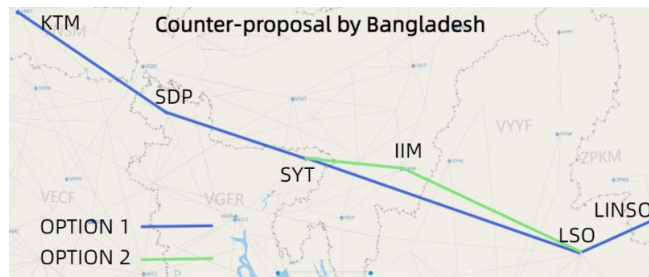 Counter-proposal by Bangladesh
KTM
SDP
SYT
IIM
VYYF
ZPKM
VECF
VGFR
LINSO
LSO
OPTION 1
OPTION 2